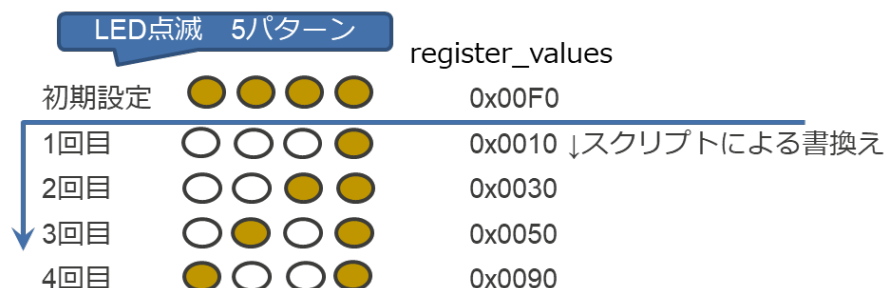 LED点滅 5パターン
register_values
初期設定 0x00F0
1回目 0x0010 ↓スクリプトによる書換え
2回目 0x0030
3回目 0x0050
4回目 0x0090